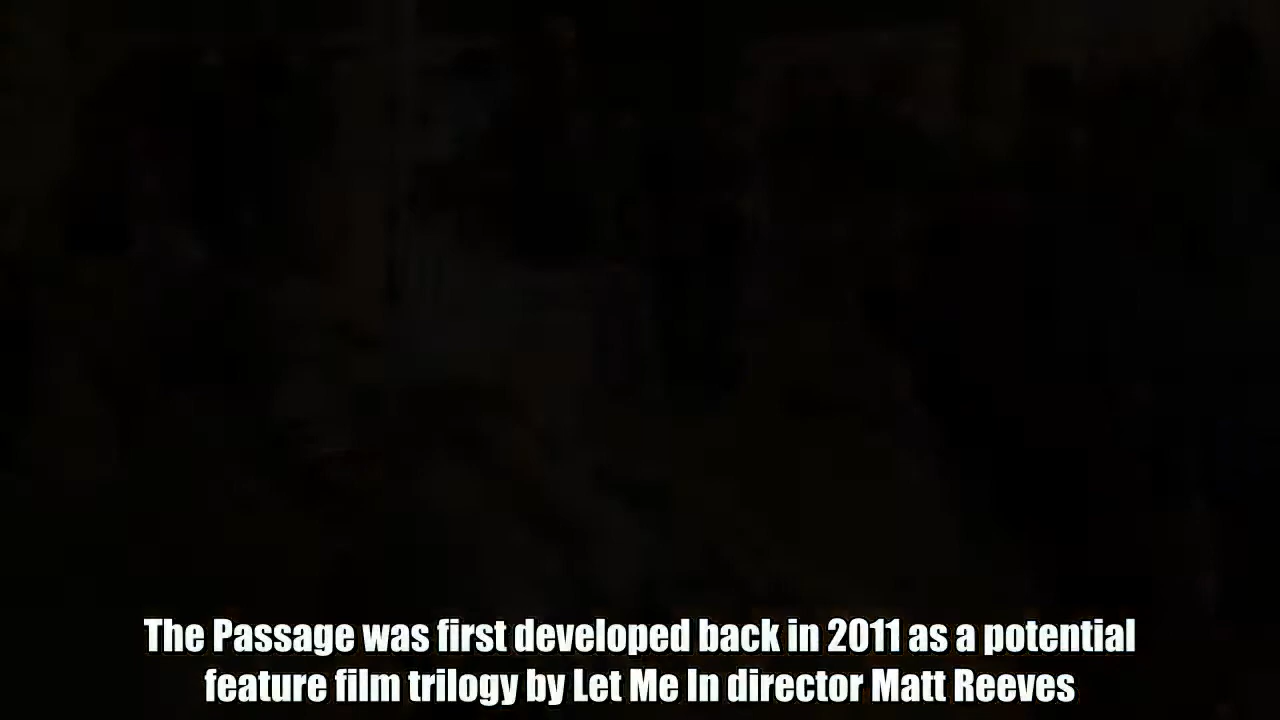 The Passage was first developed back in 2011 as a potential
feature film trilogy by Let Me In director Matt Reeves